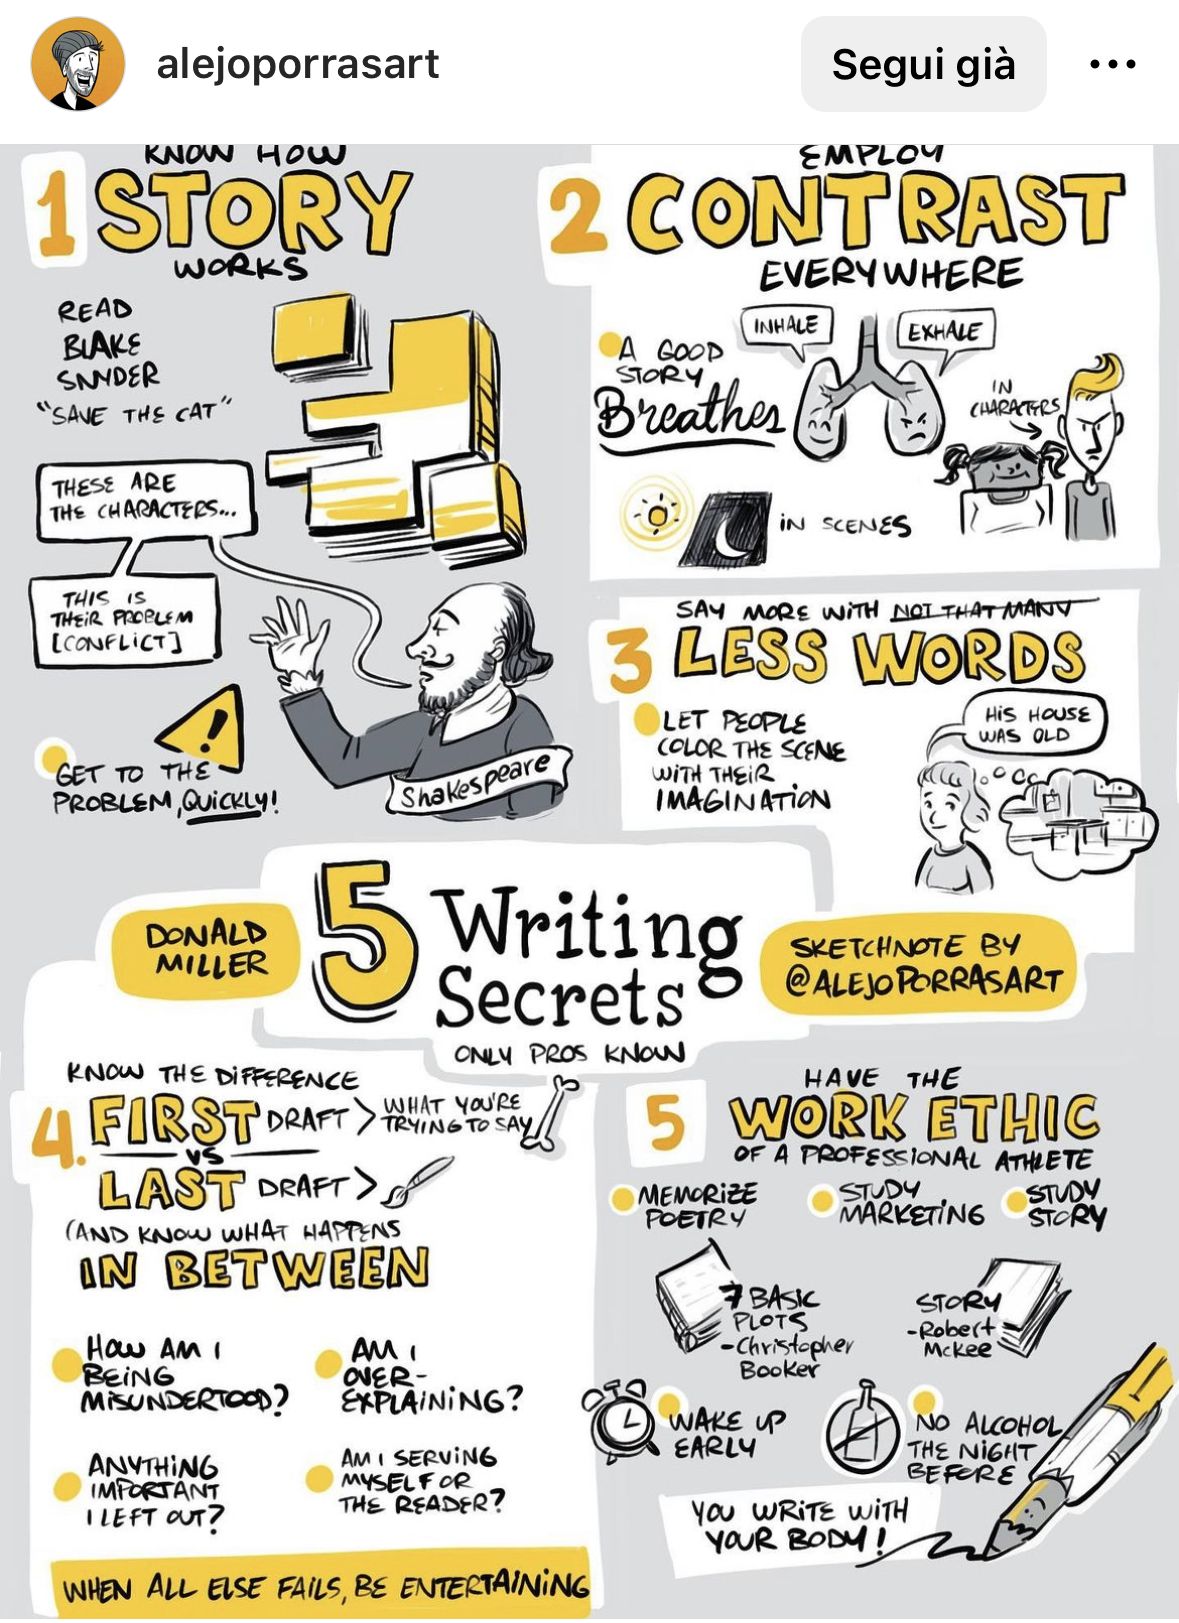 alejoporrasart
Segui già
1
KNOW HOW
STORY
WORKS
READ
BLAKE
SNYDER
"SAVE THE CAT"
THESE ARE
THE CHARACTERS...
THIS IS
THEIR PROBLEM
[CONFLICT]
!
GET TO THE
PROBLEM, QUICKLY!
Shakespeare
2
EMPLOY
CONTRAST
EVERYWHERE
A GOOD
STORY
Breathes
INHALE
EXHALE
IN
CHARACTERS
IN SCENES
SAY MORE WITH NOT THAT MANY
3
LESS WORDS
LET PEOPLE
COLOR THE SCENE
WITH THEIR
IMAGINATION
HIS HOUSE
WAS OLD
DONALD
MILLER
5 Writing
Secrets
ONLY PROS KNOW
SKETCHNOTE BY
@ALEJOPORRASART
KNOW THE DIFFERENCE
4.
FIRST DRAFT > WHAT YOU'RE
TRYING TO SAY
VS
LAST DRAFT >
(AND KNOW WHAT HAPPENS
IN BETWEEN
HOW AM I
BEING
MISUNDERTOOD?
AM I
OVER-
EXPLAINING?
ANYTHING
IMPORTANT
I LEFT OUT?
AM I SERVING
MYSELF OR
THE READER?
WHEN ALL ELSE FAILS, BE ENTERTAINING
5
HAVE THE
WORK ETHIC
OF A PROFESSIONAL ATHLETE
MEMORIZE
POETRY
STUDY
MARKETING
STUDY
STORY
7 BASIC
PLOTS
-Christopher
Booker
STORY
-Robert
McKee
WAKE UP
EARLY
NO ALCOHOL
THE NIGHT
BEFORE
YOU WRITE WITH
YOUR BODY!